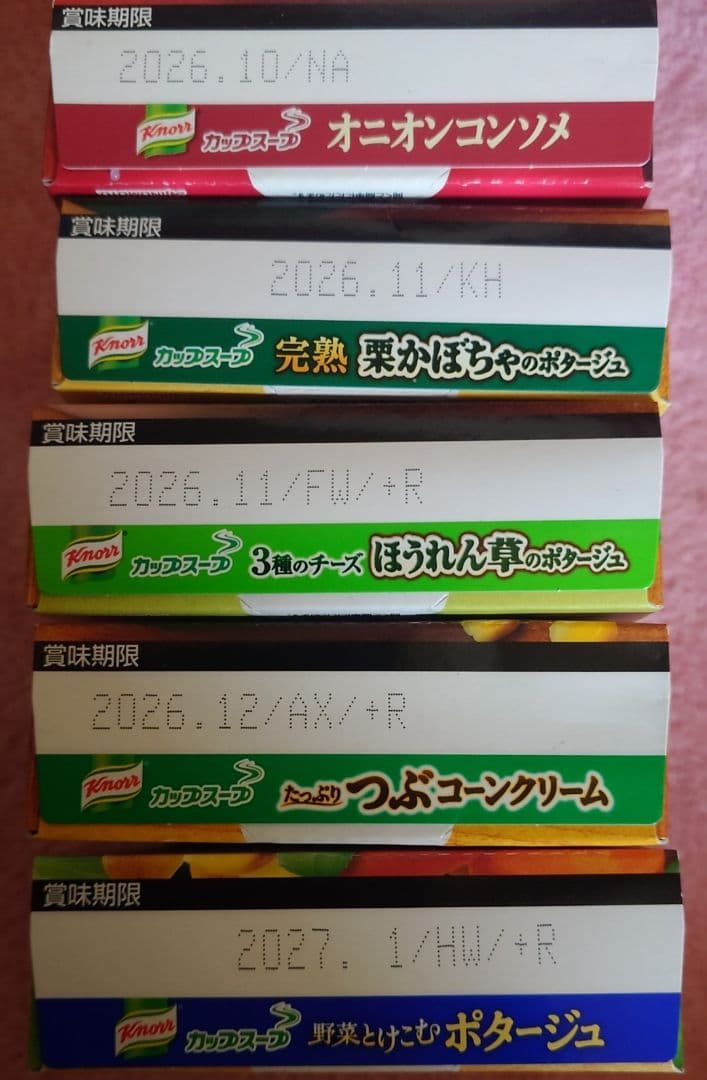 賞味期限
2026.10/NA
Knorr カップスープ オニオンコンソメ
賞味期限
2026.11/KH
Knorr カップスープ 完熟 栗かぼちゃのポタージュ
賞味期限
2026.11/FW/+R
Knorr カップスープ 3種のチーズ ほうれん草のポタージュ
賞味期限
2026.12/AX/+R
Knorr カップスープ たっぷり つぶコーンクリーム
賞味期限
2027. 1/HW/+R
Knorr カップスープ 野菜とけこむ ポタージュ